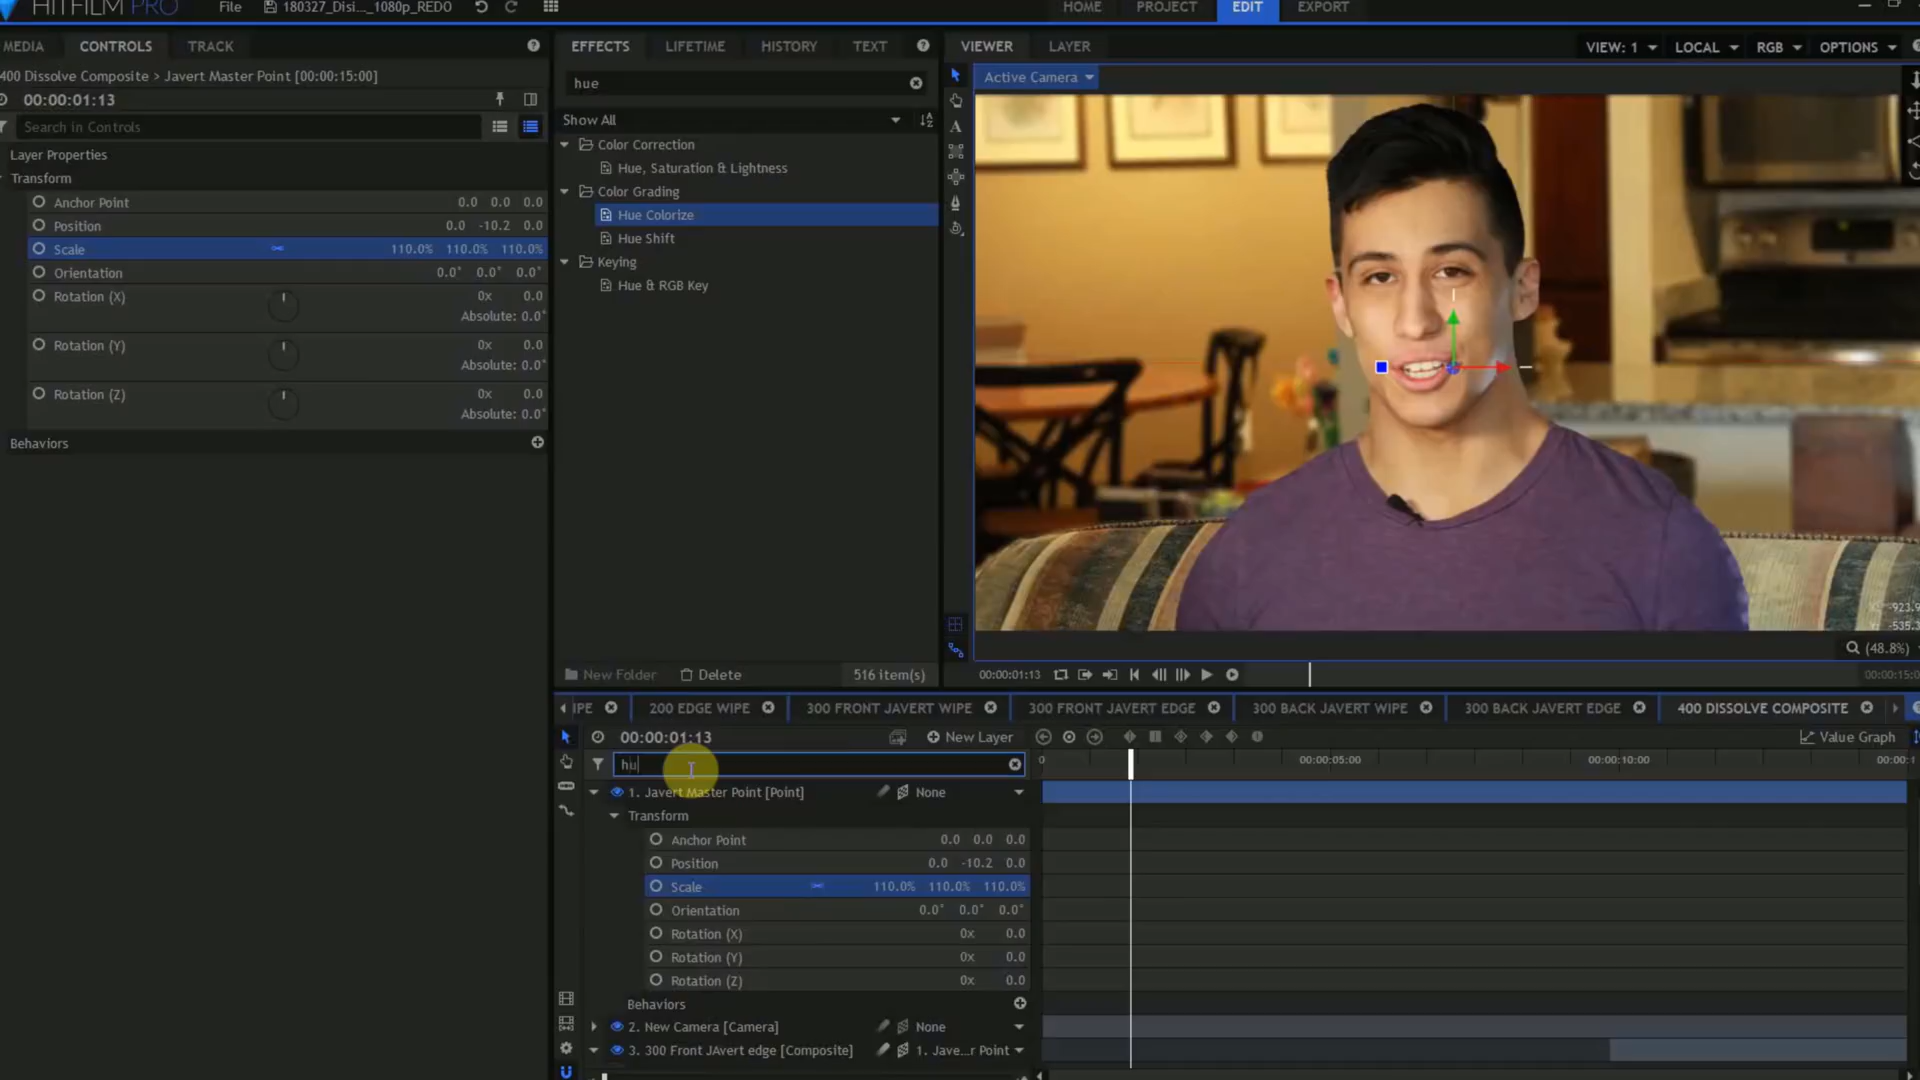 HITFILM PRO File 180327_Disi..._1080p_REDO HOME PROJECT EDIT EXPORT
MEDIA CONTROLS TRACK
400 Dissolve Composite > Javert Master Point [00:00:15:00]
00:00:01:13
Search in Controls
Layer Properties
Transform
Anchor Point 0.0 0.0 0.0
Position 0.0 -10.2 0.0
Scale 110.0% 110.0% 110.0%
Orientation 0.0° 0.0° 0.0°
Rotation (X) 0x 0.0
Absolute: 0.0°
Rotation (Y) 0x 0.0
Absolute: 0.0°
Rotation (Z) 0x 0.0
Absolute: 0.0°
Behaviors
EFFECTS LIFETIME HISTORY TEXT
hue
Show All
Color Correction
Hue, Saturation & Lightness
Color Grading
Hue Colorize
Hue Shift
Keying
Hue & RGB Key
New Folder Delete 516 item(s)
VIEWER LAYER VIEW: 1 LOCAL RGB OPTIONS
Active Camera
-923.9
-535.3
(48.8%)
00:00:01:13 00:00:15:0
IPE 200 EDGE WIPE 300 FRONT JAVERT WIPE 300 FRONT JAVERT EDGE 300 BACK JAVERT WIPE 300 BACK JAVERT EDGE 400 DISSOLVE COMPOSITE
00:00:01:13 New Layer Value Graph
hu
0 00:00:05:00 00:00:10:00 00:00:1
1. Javert Master Point [Point] None
Transform
Anchor Point 0.0 0.0 0.0
Position 0.0 -10.2 0.0
Scale 110.0% 110.0% 110.0%
Orientation 0.0° 0.0° 0.0°
Rotation (X) 0x 0.0
Rotation (Y) 0x 0.0
Rotation (Z) 0x 0.0
Behaviors
2. New Camera [Camera] None
3. 300 Front JAvert edge [Composite] 1. Jave...r Point